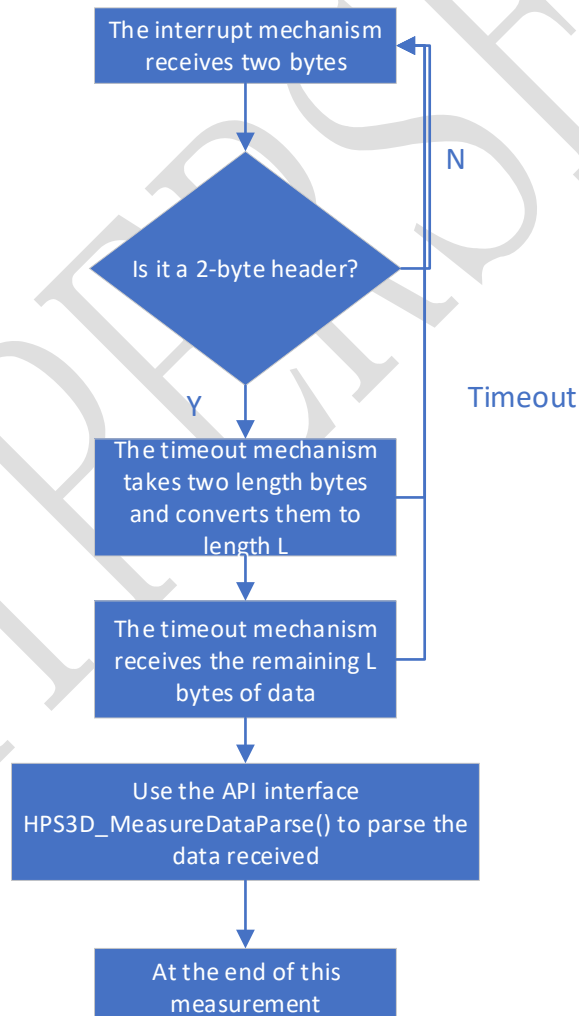 The interrupt mechanism
receives two bytes
N
Is it a 2-byte header?
Timeout
Y
The timeout mechanism
takes two length bytes
and converts them to
length L
The timeout mechanism
receives the remaining L
bytes of data
Use the API interface
HPS3D_MeasureDataParse() to parse the
data received
At the end of this
measurement